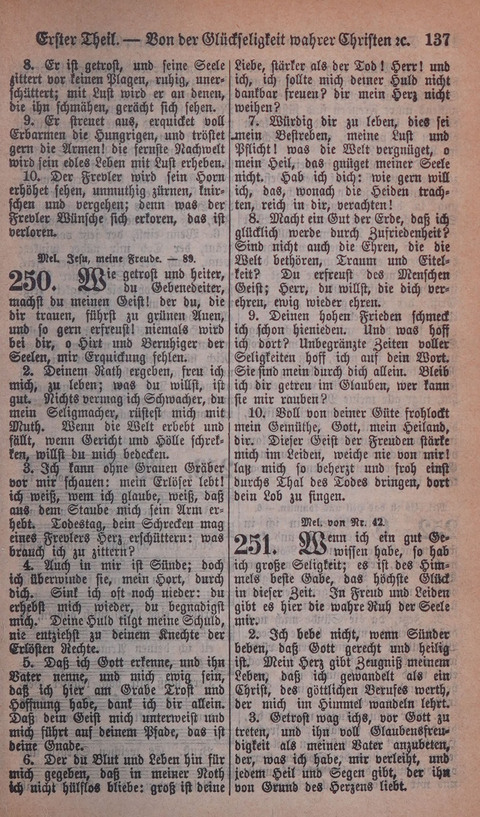 Erster Theil. — Von der Glückseligkeit wahrer Christen ꝛc. 137
8. Er ist getrost, und seine Seele
zittert vor keinen Plagen, ruhig, uner-
schüttert; mit Lust wird er an denen,
die ihn schmähen, gerächt sich sehen.
9. Er streuet aus, erquicket voll
Erbarmen die Hungrigen, und tröstet
gern die Armen! die fernste Nachwelt
wird sein edles Leben mit Lust erheben.
10. Der Frevler wird sein Horn
erhöhet sehen, unmuthig zürnen, knir-
schen und vergehen; denn was der
Frevler Wünsche sich erkoren, das ist
verloren.
Mel. Jesu, meine Freude. — 89.
250. Wie getrost und heiter,
du Gebenedeiter,
machst du meinen Geist! der du, die
dir trauen, führst zu grünen Auen,
und so gern erfreust! niemals wird
bei dir, o Hirt und Beruhiger der
Seelen, mir Erquickung fehlen.
2. Deinem Rath ergeben, freu ich
mich, zu leben; was du willst, ist
gut. Nichts vermag ich Schwacher, du
mein Seligmacher, rüstest mich mit
Muth. Wenn die Welt erbebt und
fällt, wenn Gericht und Hölle schrek-
ken, willst du mich bedecken.
3. Ich kann ohne Grauen Gräber
vor mir schauen: mein Erlöser lebt!
ich weiß, wem ich glaube, weiß, daß
aus dem Staube mich sein Arm er-
hebt. Todestag, dein Schrecken mag
eines Frevlers Herz erschüttern: was
brauch ich zu zittern?
4. Auch in mir ist Sünde; doch
ich überwinde sie, mein Hort, durch
dich. Sink ich oft noch nieder: du
erhebst mich wieder, du begnadigst
mich. Deine Huld tilgt meine Schuld,
nie entziehst zu deinem Knechte der
Erlösten Rechte.
5. Daß ich Gott erkenne, und ihn
Vater nenne, und mich ewig sein,
daß ich hier am Grabe Trost und
Hoffnung habe, dank ich dir allein.
Daß dein Geist mich unterweist und
mich führt auf deinem Pfade, das ist
deine Gnade.
6. Der du Blut und Leben hin für
mich gegeben, daß in meiner Noth
ich nicht hülflos bliebe: groß ist deine
Liebe, stärker als der Tod! Herr! und
ich, ich sollte mich deiner Huld nicht
dankbar freuen? dir mein Herz nicht
weihen?
7. Würdig dir zu leben, dies sei
mein Bestreben, meine Lust und
Pflicht! was die Welt vergnüget, o
mein Heil, das gnüget meiner Seele
nicht. Hab ich dich: wie gern will
ich, das, wonach die Heiden trach-
ten, reich in dir, verachten!
8. Macht ein Gut der Erde, daß ich
glücklich werde durch Zufriedenheit?
Sind nicht auch die Ehren, die die
Welt bethören, Traum und Eitel-
keit? Du erfreust des Menschen
Geist; Herr, du willst, die dich ver-
ehren, ewig wieder ehren.
9. Deinen hohen Frieden schmeck
ich schon hienieden. Und was hoff
ich dort? Unbegränzte Zeiten voller
Seligkeiten hoff ich auf dein Wort.
Sie sind mein durch dich allein. Bleib
ich dir getreu im Glauben, wer kann
sie mir rauben?
10. Voll von deiner Güte frohlockt
mein Gemüthe, Gott, mein Heiland,
dir. Dieser Geist der Freuden stärke
mich im Leiden, weiche nie von mir!
laß mich so beherzt und froh einst
durchs Thal des Todes dringen, dort
dein Lob zu singen.
Mel. von Nr. 42.
251. Wenn ich ein gut Ge-
wissen habe, so hab
ich große Seligkeit; es ist des Him-
mels beste Gabe, das höchste Glück
in dieser Zeit. In Freud und Leiden
gibt es hier die wahre Ruh der Seele
mir.
2. Ich bebe nicht, wenn Sünder
beben, daß Gott gerecht und heilig
ist. Mein Herz gibt Zeugniß meinem
Leben, daß ich gewandelt als ein
Christ, des göttlichen Berufes werth,
der mich im Himmel wandeln lehrt.
3. Getrost wag ichs, vor Gott zu
treten, und ihn voll Glaubensfreu-
digkeit als meinen Vater anzubeten,
der, was ich habe, mir verleiht, und
jedem Heil und Segen gibt, der ihn
von Grund des Herzens liebt.